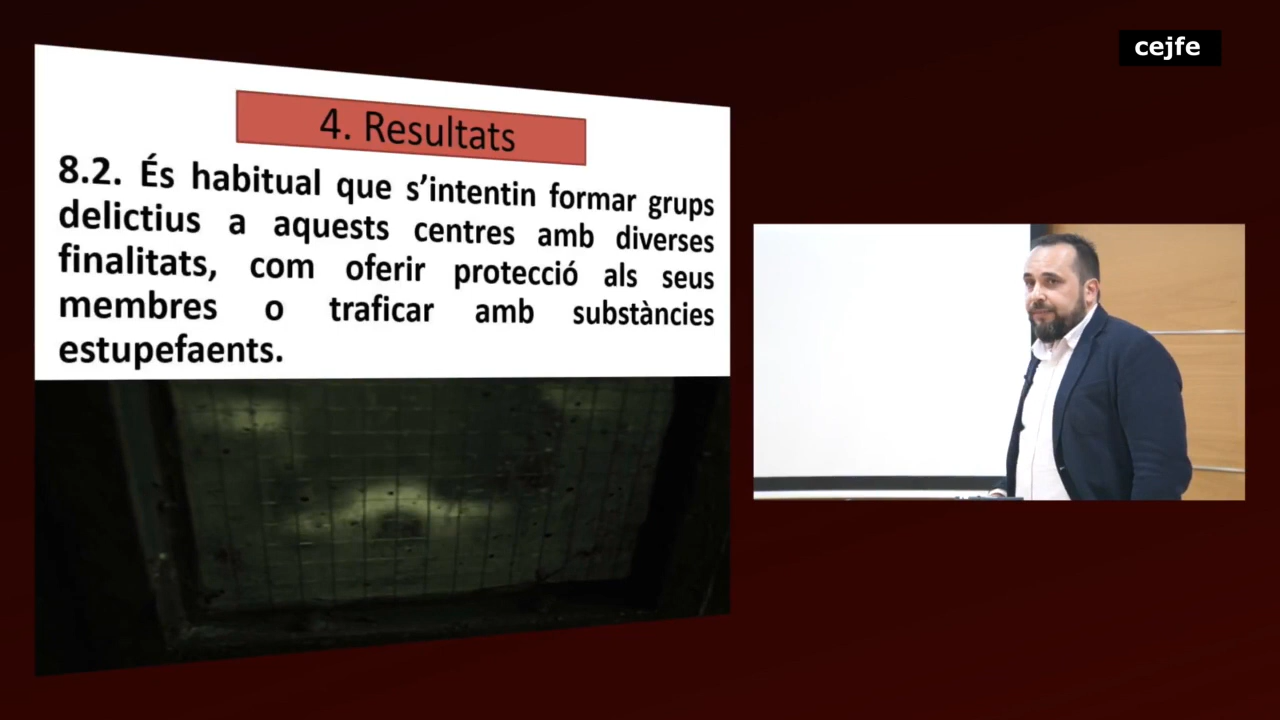 cejfe
4. Resultats
8.2. És habitual que s'intentin formar grups
delictius a aquests centres amb diverses
finalitats, com oferir protecció als seus
membres o traficar amb substàncies
estupefaents.